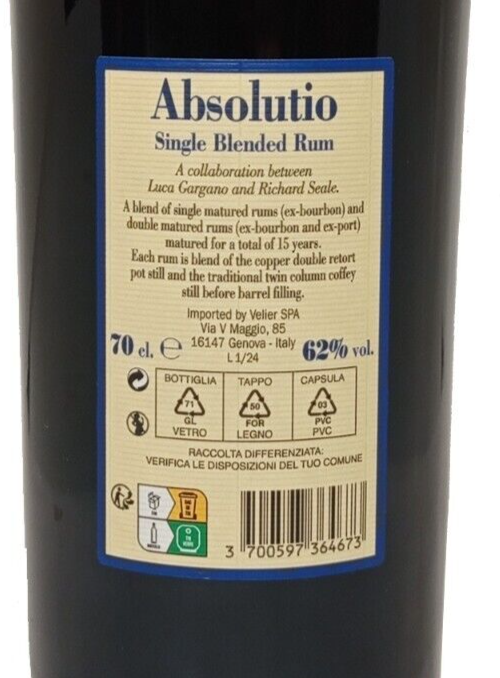 Absolutio
Single Blended Rum
A collaboration between
Luca Gargano and Richard Seale.
A blend of single matured rums (ex-bourbon) and
double matured rums (ex-bourbon and ex-port)
matured for a total of 15 years.
Each rum is blend of the copper double retort
pot still and the traditional twin column coffey
still before barrel filling.
Imported by Velier SPA
Via V Maggio, 85
16147 Genova - Italy
L 1/24
70 cl. ℮
62% vol.
BOTTIGLIA TAPPO CAPSULA
71 50 03
GL FOR PVC
VETRO LEGNO PVC
RACCOLTA DIFFERENZIATA:
VERIFICA LE DISPOSIZIONI DEL TUO COMUNE
3 700597 364673